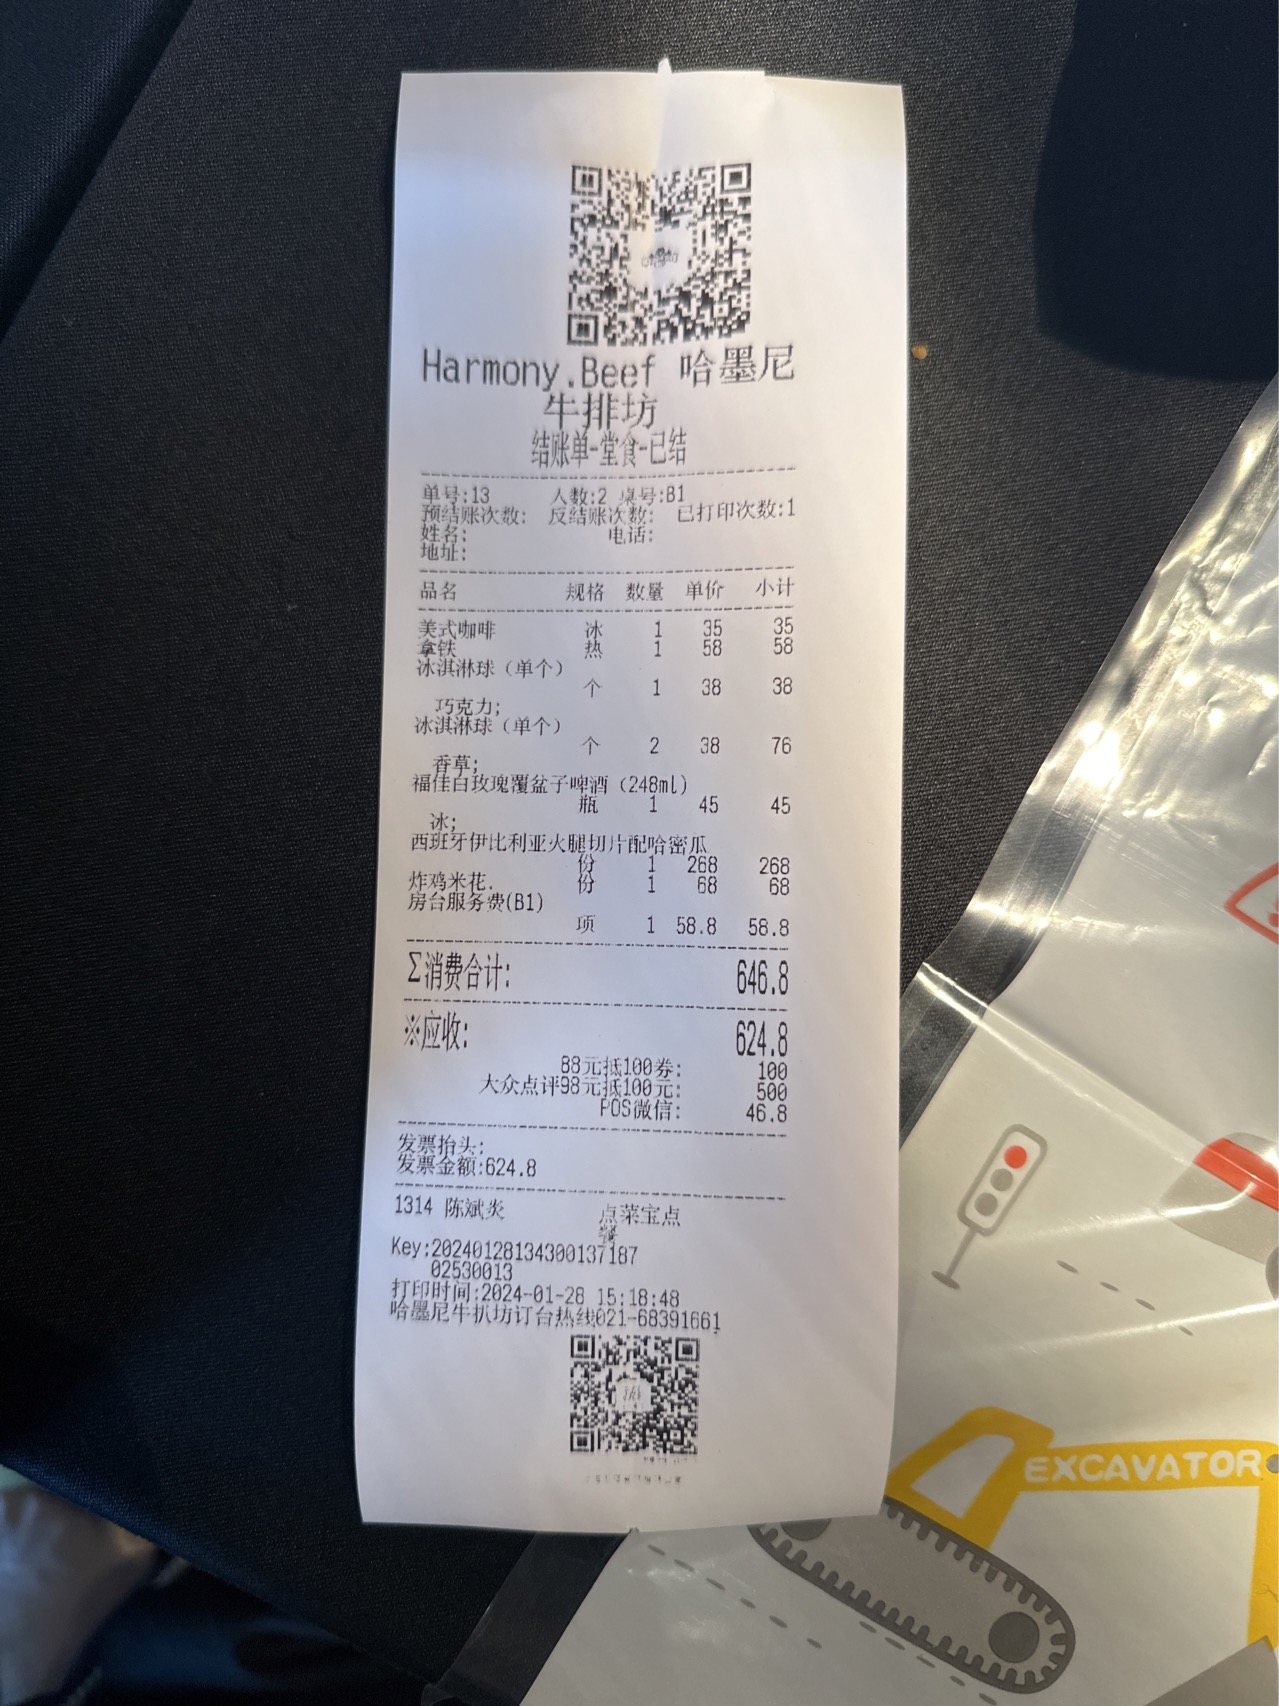 Harmony.Beef 哈墨尼
牛排坊
结账单-堂食-已结
单号:13 人数:2 桌号:B1
预结账次数: 反结账次数: 已打印次数:1
姓名: 电话:
地址:
品名 规格 数量 单价 小计
美式咖啡 冰 1 35 35
拿铁 热 1 58 58
冰淇淋球（单个）
个 1 38 38
巧克力;
冰淇淋球（单个）
个 2 38 76
香草;
福佳白玫瑰覆盆子啤酒（248ml）
瓶 1 45 45
冰;
西班牙伊比利亚火腿切片配哈密瓜
份 1 268 268
炸鸡米花. 份 1 68 68
房台服务费(B1)
项 1 58.8 58.8
Σ消费合计: 646.8
※应收: 624.8
88元抵100券: 100
大众点评98元抵100元: 500
POS微信: 46.8
发票抬头:
发票金额:624.8
1314 陈斌炎 点菜宝点
餐
Key:20240128134300137187
02530013
打印时间:2024-01-28 15:18:48
哈墨尼牛扒坊订台热线021-68391661
EXCAVATOR